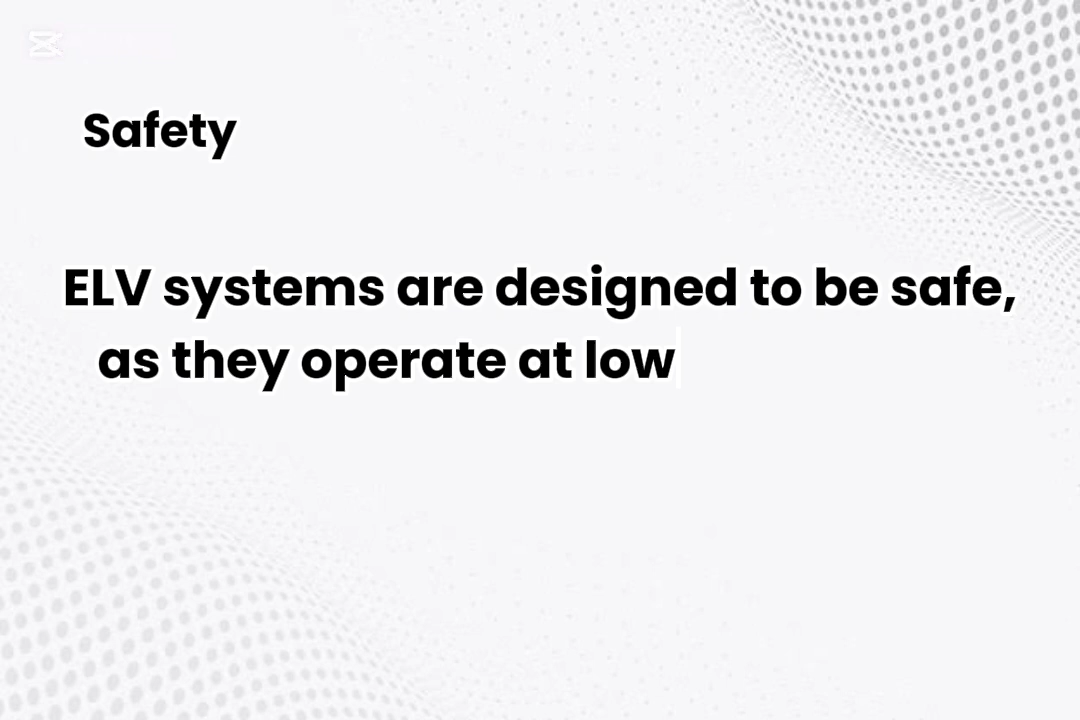 Safety
ELV systems are designed to be safe,
as they operate at low